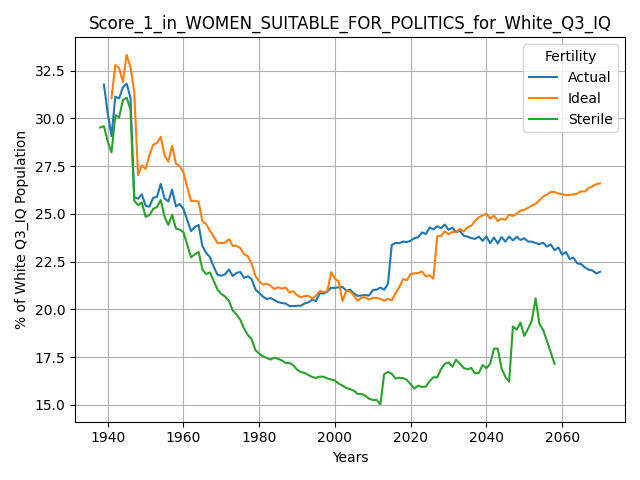 Score_1_in_WOMEN_SUITABLE_FOR_POLITICS_for_White_Q3_IQ
% of White Q3_IQ Population
32.5
30.0
27.5
25.0
22.5
20.0
17.5
15.0
Fertility
Actual
Ideal
Sterile
1940
1960
1980
2000
2020
2040
2060
Years